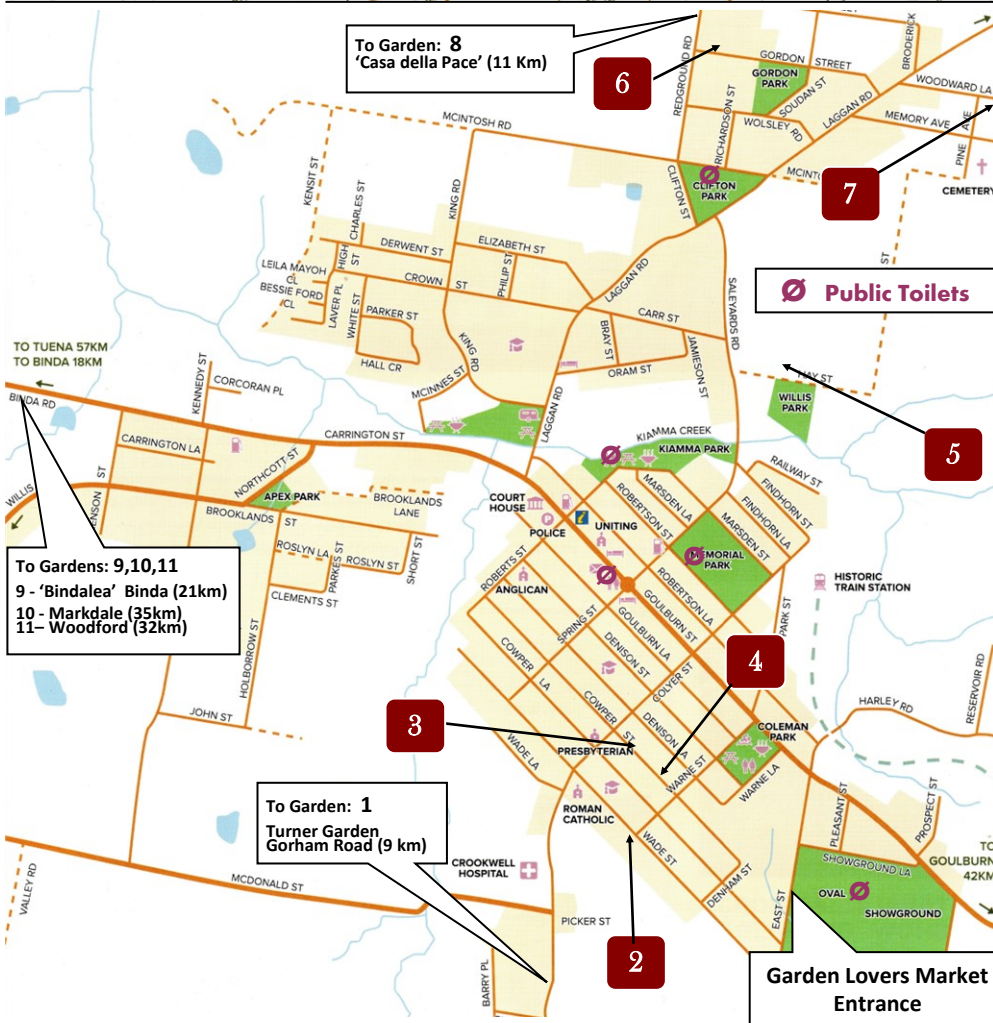 To Garden: 8
'Casa della Pace' (11 Km)
6
REDGROUND RD
GORDON STREET
BRODERICK
GORDON
PARK
SOUDAN ST
LAGGAN RD
WOODWARD LA
RICHARDSON ST
WOLSLEY RD
MEMORY AVE
PINE AVE
MCINTOSH RD
CLIFTON ST
CLIFTON
PARK
MCINTO
7
CEMETERY
KENSIT ST
CHARLES ST
KING RD
ST
HIGH ST
DERWENT ST
ELIZABETH ST
LEILA MAYOH
CL
BESSIE FORD
CL
LAVER PL
CROWN ST
PHILIP ST
LAGGAN RD
SALEYARDS RD
Public Toilets
WHITE ST
PARKER ST
HALL CR
KING RD
CARR ST
BRAY ST
ORAM ST
JAMIESON ST
TO TUENA 57KM
TO BINDA 18KM
MCINNES ST
HAY ST
WILLIS
PARK
BINDA RD
KENNEDY ST
CORCORAN PL
LAGGAN RD
CARRINGTON ST
CARRINGTON LA
KIAMMA CREEK
KIAMMA PARK
5
NORTHCOTT ST
WILLIS
ENSON ST
APEX PARK
BROOKLANDS
LANE
BROOKLANDS ST
COURT
HOUSE
POLICE
i
UNITING
ROBERTSON ST
MARSDEN LA
RAILWAY ST
FINDHORN ST
FINDHORN LA
MARSDEN ST
MEMORIAL
PARK
To Gardens: 9,10,11
9 - 'Bindalea' Binda (21km)
10 - Markdale (35km)
11– Woodford (32km)
ROSLYN LA
PARKES ST
ROSLYN ST
SHORT ST
CLEMENTS ST
ROBERTS ST
ANGLICAN
ROBERTSON LA
GOULBURN ST
GOULBURN LA
SPRING ST
DENISON ST
COLYER ST
PARK ST
HISTORIC
TRAIN STATION
HOLBORROW ST
JOHN ST
COWPER LA
COWPER ST
DENISON LA
4
3
PRESBYTERIAN
WARNE ST
COLEMAN
PARK
WARNE LA
HARLEY RD
RESERVOIR RD
WADE LA
ROMAN
CATHOLIC
WADE ST
DENHAM ST
To Garden: 1
Turner Garden
Gorham Road (9 km)
CROOKWELL
HOSPITAL
PLEASANT ST
PROSPECT ST
SHOWGROUND LA
TO
GOULBURN
42KM
VALLEY RD
MCDONALD ST
EAST ST
OVAL
SHOWGROUND
PICKER ST
BARRY PL
2
Garden Lovers Market
Entrance